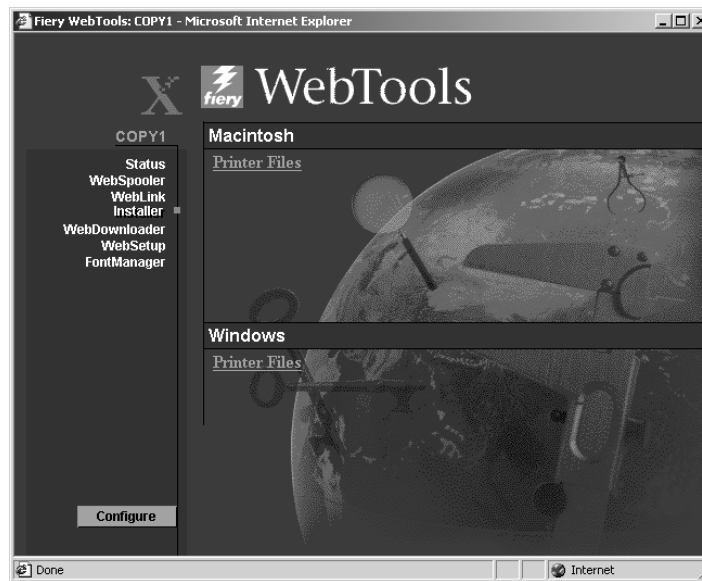 Fiery WebTools: COPY1 - Microsoft Internet Explorer
X
fiery WebTools
COPY1
Status
WebSpooler
WebLink
Installer
WebDownloader
WebSetup
FontManager
Configure
Macintosh
Printer Files
Windows
Printer Files
Done
Internet